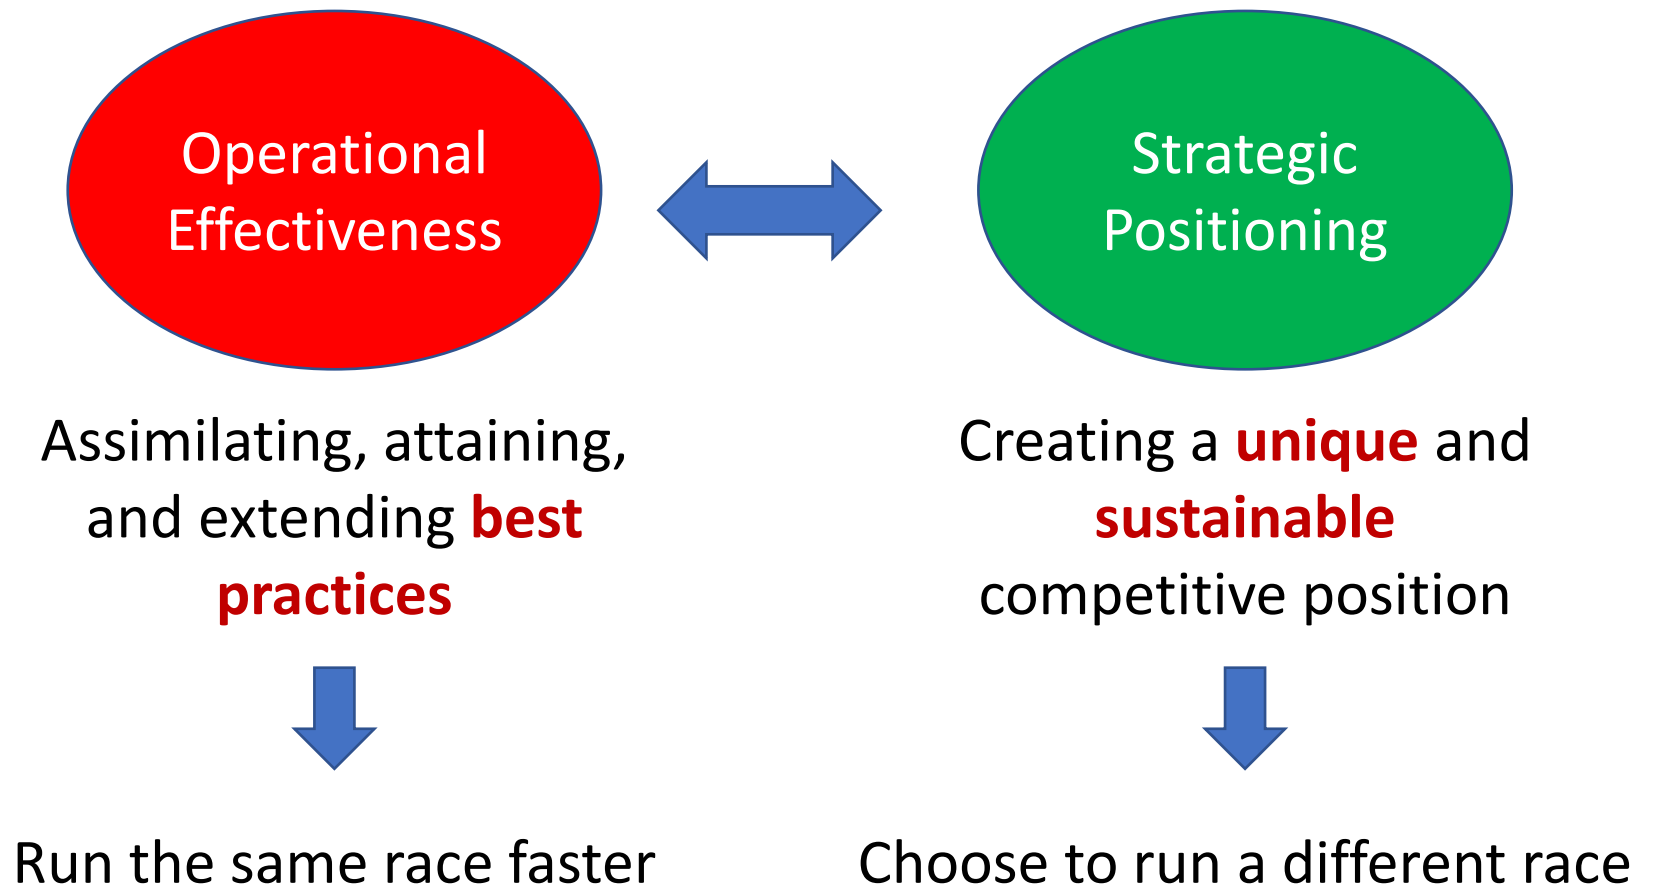 Operational
Effectiveness
Strategic
Positioning
Assimilating, attaining,
and extending best
practices
Creating a unique and
sustainable
competitive position
Run the same race faster
Choose to run a different race